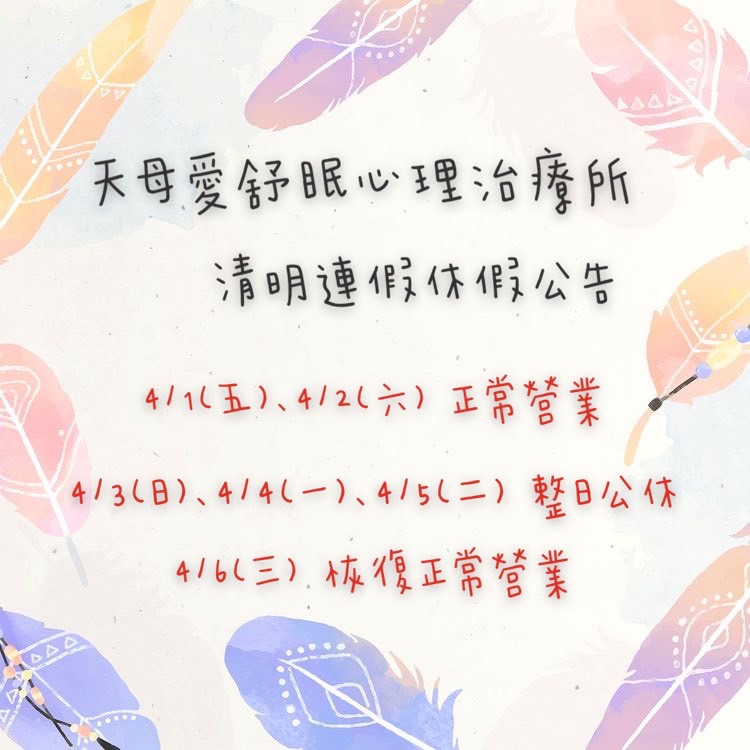 天母愛舒眠心理治療所
清明連假休假公告
4/1(五)、4/2(六) 正常營業
4/3(日)、4/4(一)、4/5(二) 整日公休
4/6(三) 恢復正常營業